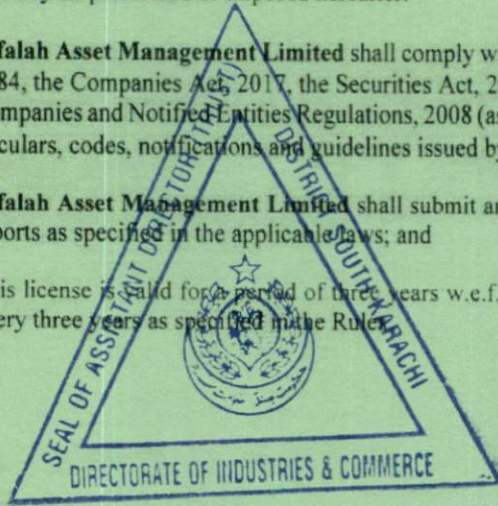 falah Asset Management Limited shall comply w
84, the Companies Act, 2017, the Securities Act, 2
ompanies and Notified Entities Regulations, 2008 (as
culars, codes, notifications and guidelines issued by
falah Asset Management Limited shall submit an
ports as specified in the applicable laws; and
is license is valid for a period of three years w.e.f.
ery three years as specified in the Rules
SEAL OF ASSISTANT DIRECTOR (TRUST)
DISTRICT SOUTH KARACHI
DIRECTORATE OF INDUSTRIES & COMMERCE